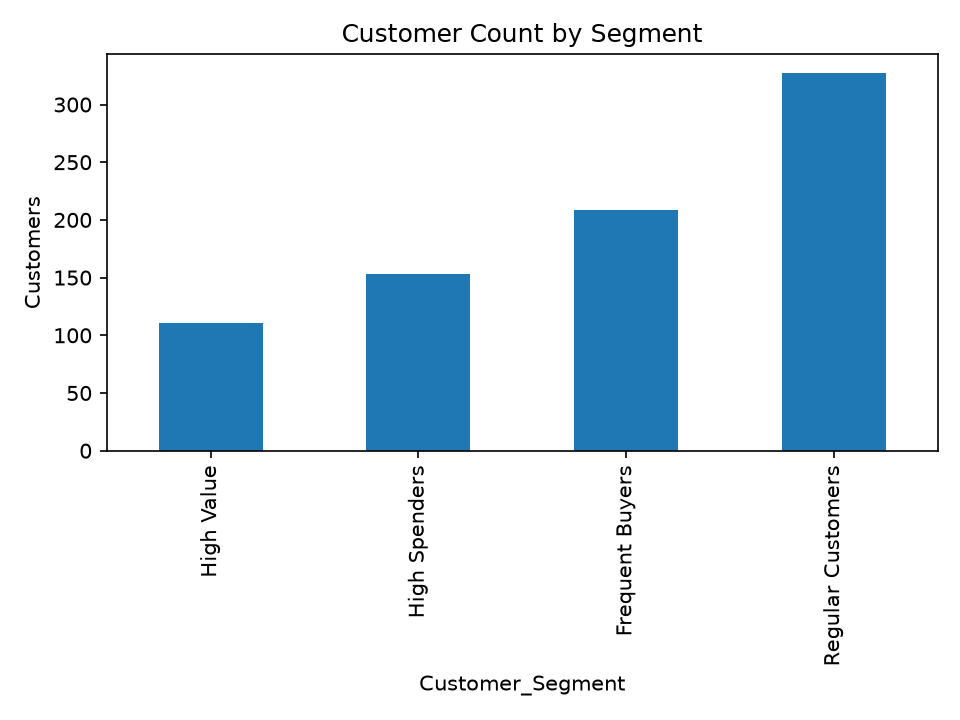 Customer Count by Segment
Customers
300
250
200
150
100
50
0
High Value
High Spenders
Frequent Buyers
Regular Customers
Customer_Segment